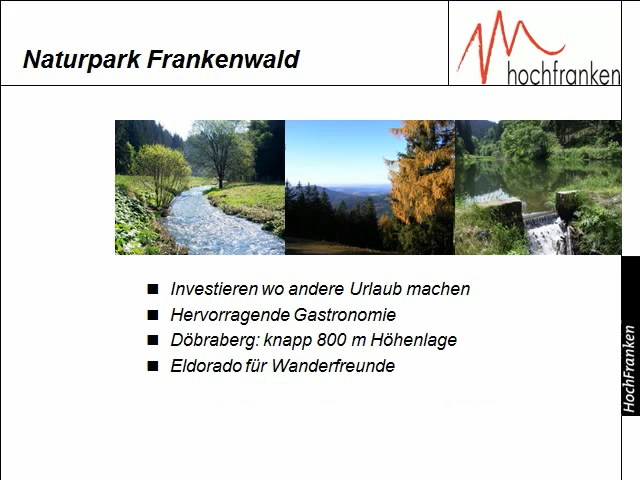 Naturpark Frankenwald
hochfranken
Investieren wo andere Urlaub machen
Hervorragende Gastronomie
Döbraberg: knapp 800 m Höhenlage
Eldorado für Wanderfreunde
HochFranken